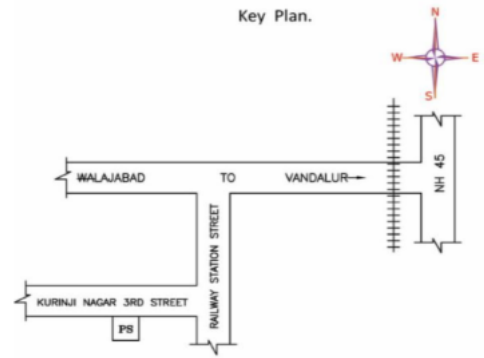 Key Plan.
N
W
E
S
WALAJABAD TO VANDALUR
NH 45
RAILWAY STATION STREET
KURINJI NAGAR 3RD STREET
PS